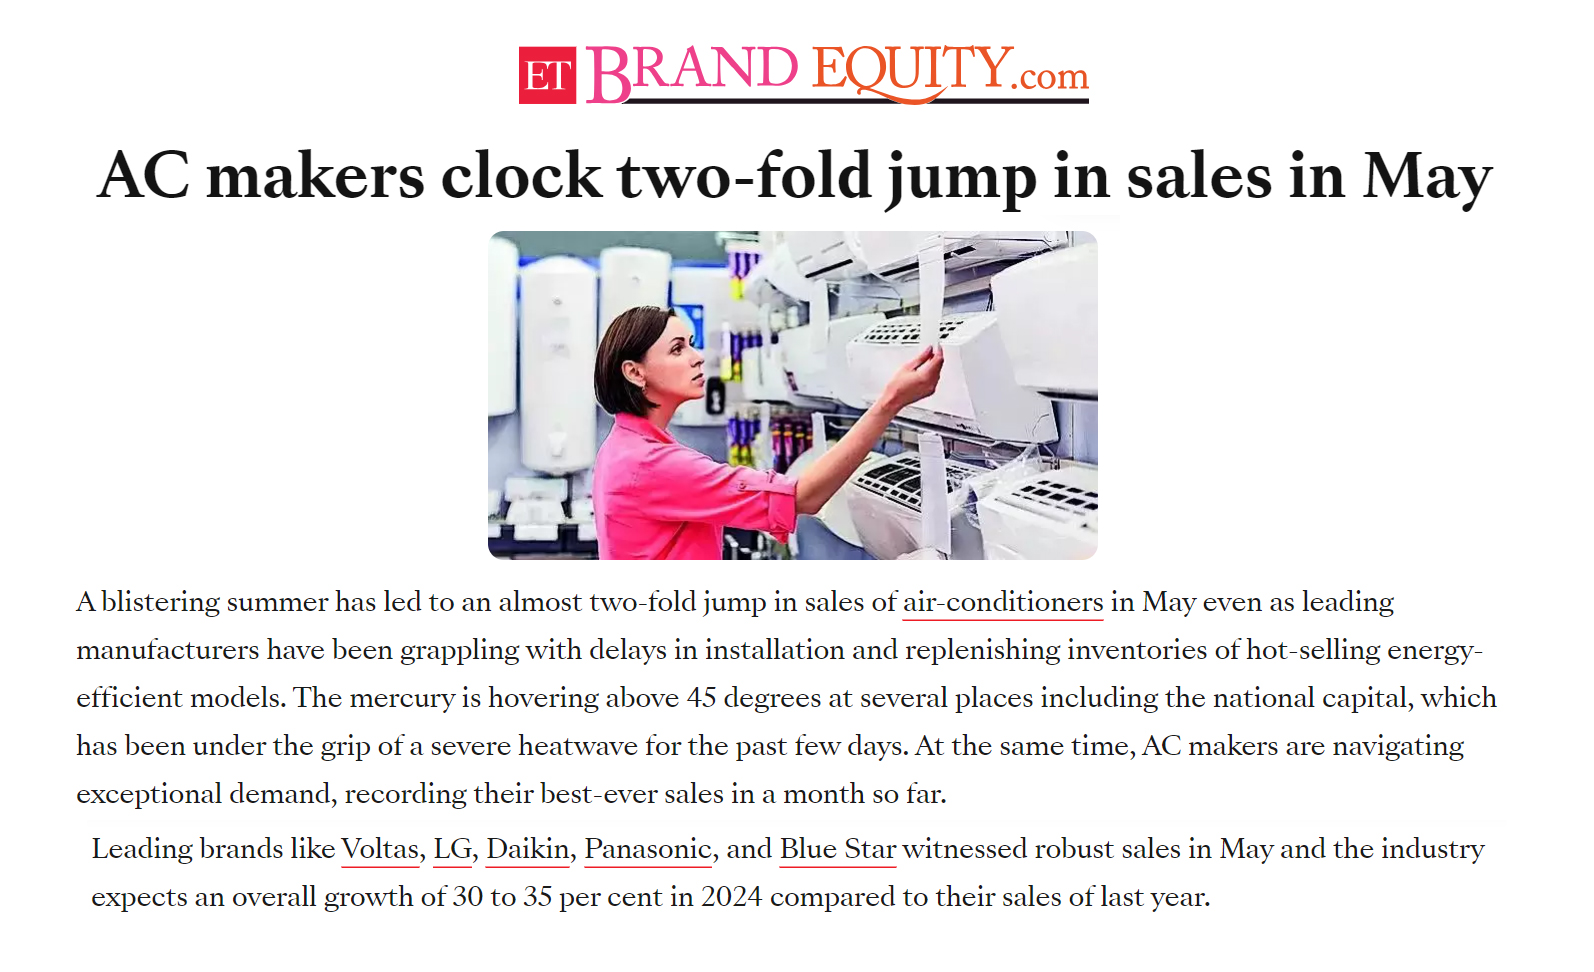 ET BRAND EQUITY.com
AC makers clock two-fold jump in sales in May
A blistering summer has led to an almost two-fold jump in sales of air-conditioners in May even as leading
manufacturers have been grappling with delays in installation and replenishing inventories of hot-selling energy-
efficient models. The mercury is hovering above 45 degrees at several places including the national capital, which
has been under the grip of a severe heatwave for the past few days. At the same time, AC makers are navigating
exceptional demand, recording their best-ever sales in a month so far.
Leading brands like Voltas, LG, Daikin, Panasonic, and Blue Star witnessed robust sales in May and the industry
expects an overall growth of 30 to 35 per cent in 2024 compared to their sales of last year.